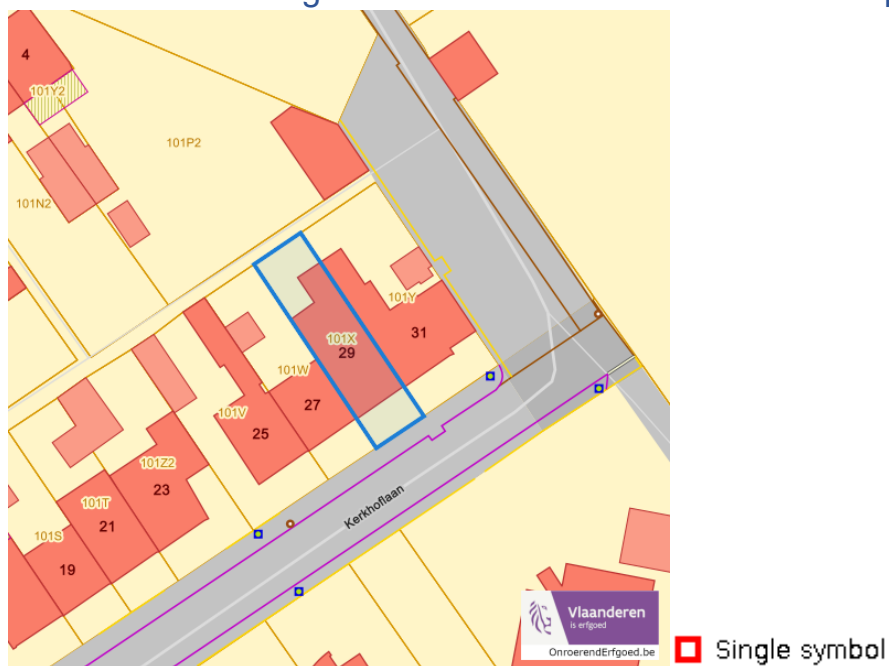 4
101Y2
101P2
101N2
101Y
31
101X
29
101W
27
101V
25
101Z2
23
101T
21
101S
19
Kerkhoflaan
Vlaanderen
is erfgoed
OnroerendErfgoed.be
Single symbol